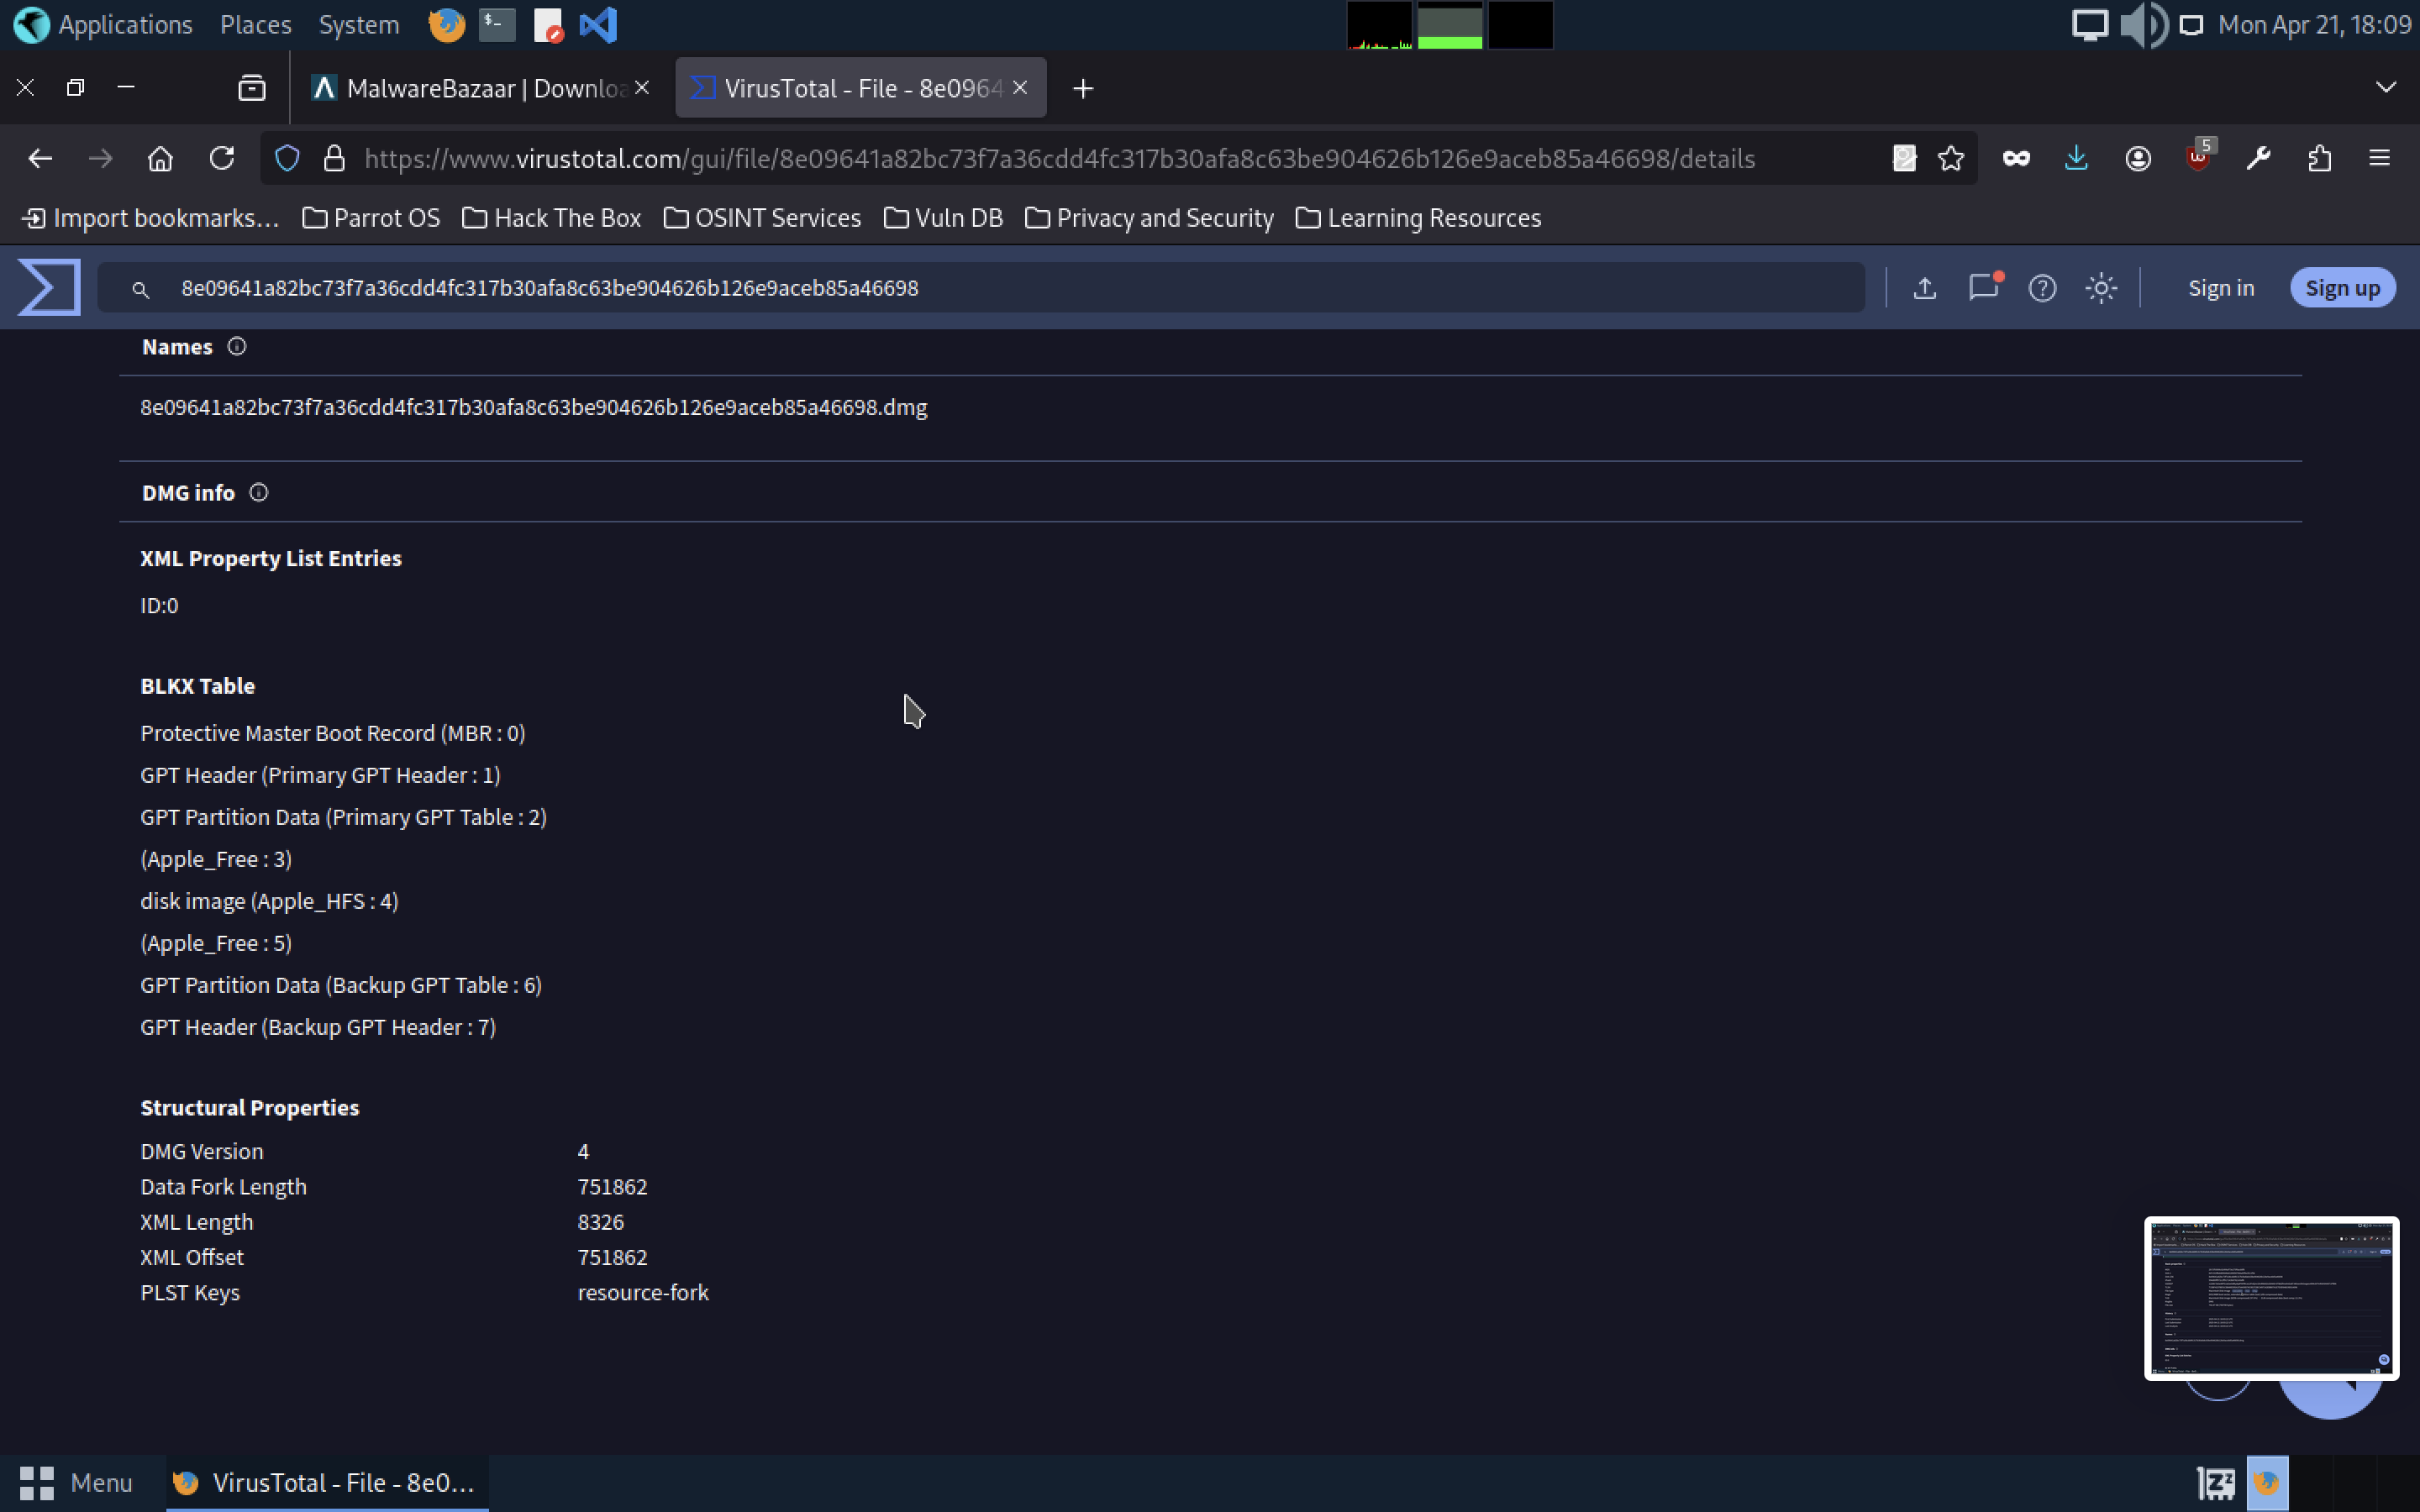 Applications Places System Mon Apr 21, 18:09
MalwareBazaar | Downloa VirusTotal - File - 8e0964
https://www.virustotal.com/gui/file/8e09641a82bc73f7a36cdd4fc317b30afa8c63be904626b126e9aceb85a46698/details 5
Import bookmarks... Parrot OS Hack The Box OSINT Services Vuln DB Privacy and Security Learning Resources
8e09641a82bc73f7a36cdd4fc317b30afa8c63be904626b126e9aceb85a46698 Sign in Sign up
Names
8e09641a82bc73f7a36cdd4fc317b30afa8c63be904626b126e9aceb85a46698.dmg
DMG info
XML Property List Entries
ID:0
BLKX Table
Protective Master Boot Record (MBR : 0)
GPT Header (Primary GPT Header : 1)
GPT Partition Data (Primary GPT Table : 2)
(Apple_Free : 3)
disk image (Apple_HFS : 4)
(Apple_Free : 5)
GPT Partition Data (Backup GPT Table : 6)
GPT Header (Backup GPT Header : 7)
Structural Properties
DMG Version 4
Data Fork Length 751862
XML Length 8326
XML Offset 751862
PLST Keys resource-fork
Menu VirusTotal - File - 8e0...